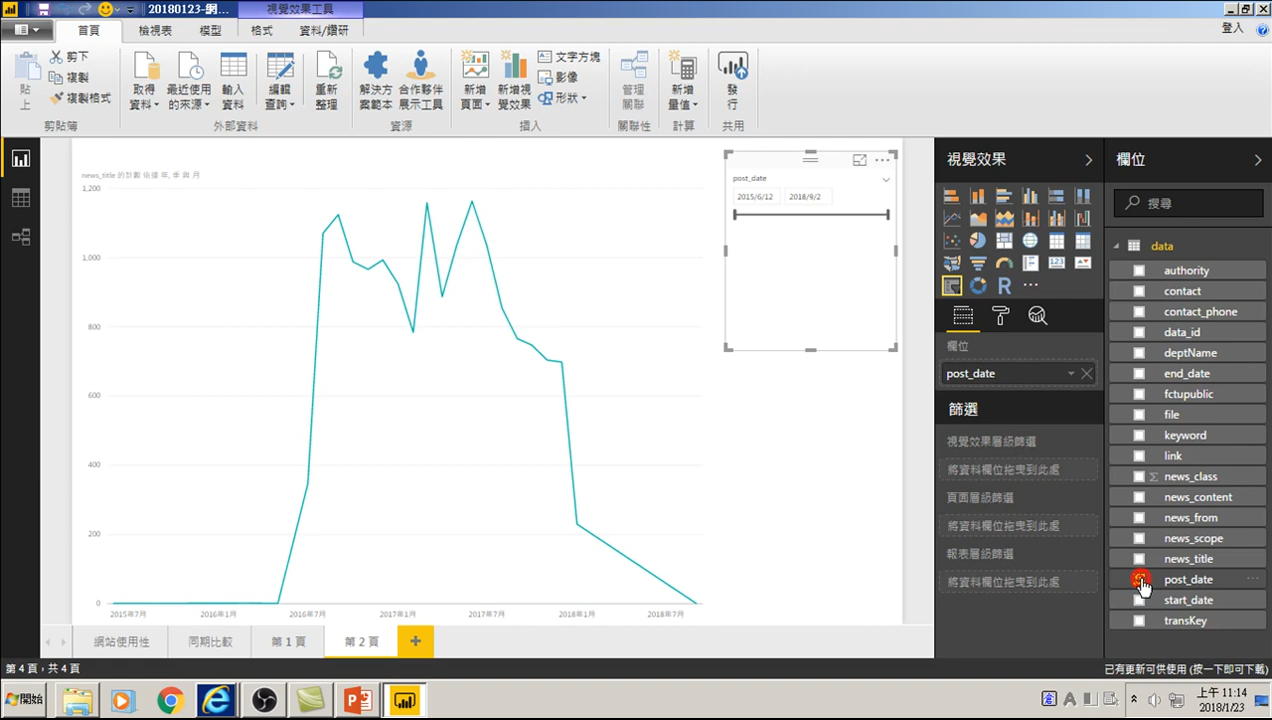 20180123-網...
視覺效果工具
首頁
檢視表
模型
格式
資料/鑽研
登入
貼上
剪下
複製
複製格式
剪貼簿
取得資料
最近使用的來源
輸入資料
編輯查詢
重新整理
外部資料
解決方案範本
合作夥伴展示工具
資源
新增頁面
新增視覺效果
文字方塊
影像
形狀
插入
管理關聯
關聯性
新增量值
計算
發行
共用
news_title 的計數 依據 年, 季 與 月
1,200
1,000
800
600
400
200
0
2015年7月
2016年1月
2016年7月
2017年1月
2017年7月
2018年1月
2018年7月
post_date
2015/6/12
2018/9/2
視覺效果
R
123
欄位
post_date
篩選
視覺效果層級篩選
將資料欄位拖曳到此處
頁面層級篩選
將資料欄位拖曳到此處
報表層級篩選
將資料欄位拖曳到此處
欄位
搜尋
data
authority
contact
contact_phone
data_id
deptName
end_date
fctupublic
file
keyword
link
Σ news_class
news_content
news_from
news_scope
news_title
post_date
start_date
transKey
網站使用性
同期比較
第 1 頁
第 2 頁
+
第 4 頁，共 4 頁
已有更新可供使用 (按一下即可下載)
開始
上午 11:14
2018/1/23